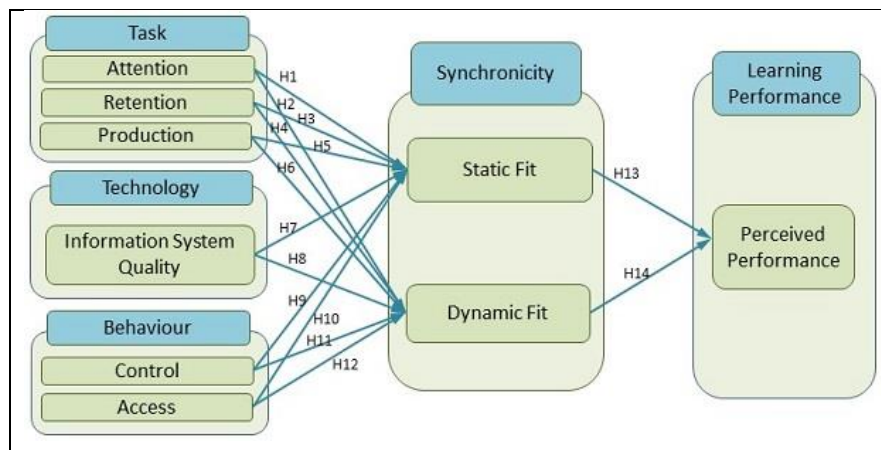 Task
Attention
Retention
Production
Technology
Information System
Quality
Behaviour
Control
Access
H1
H2
H3
H4
H5
H6
H7
H8
H9
H10
H11
H12
Synchronicity
Static Fit
Dynamic Fit
H13
H14
Learning
Performance
Perceived
Performance